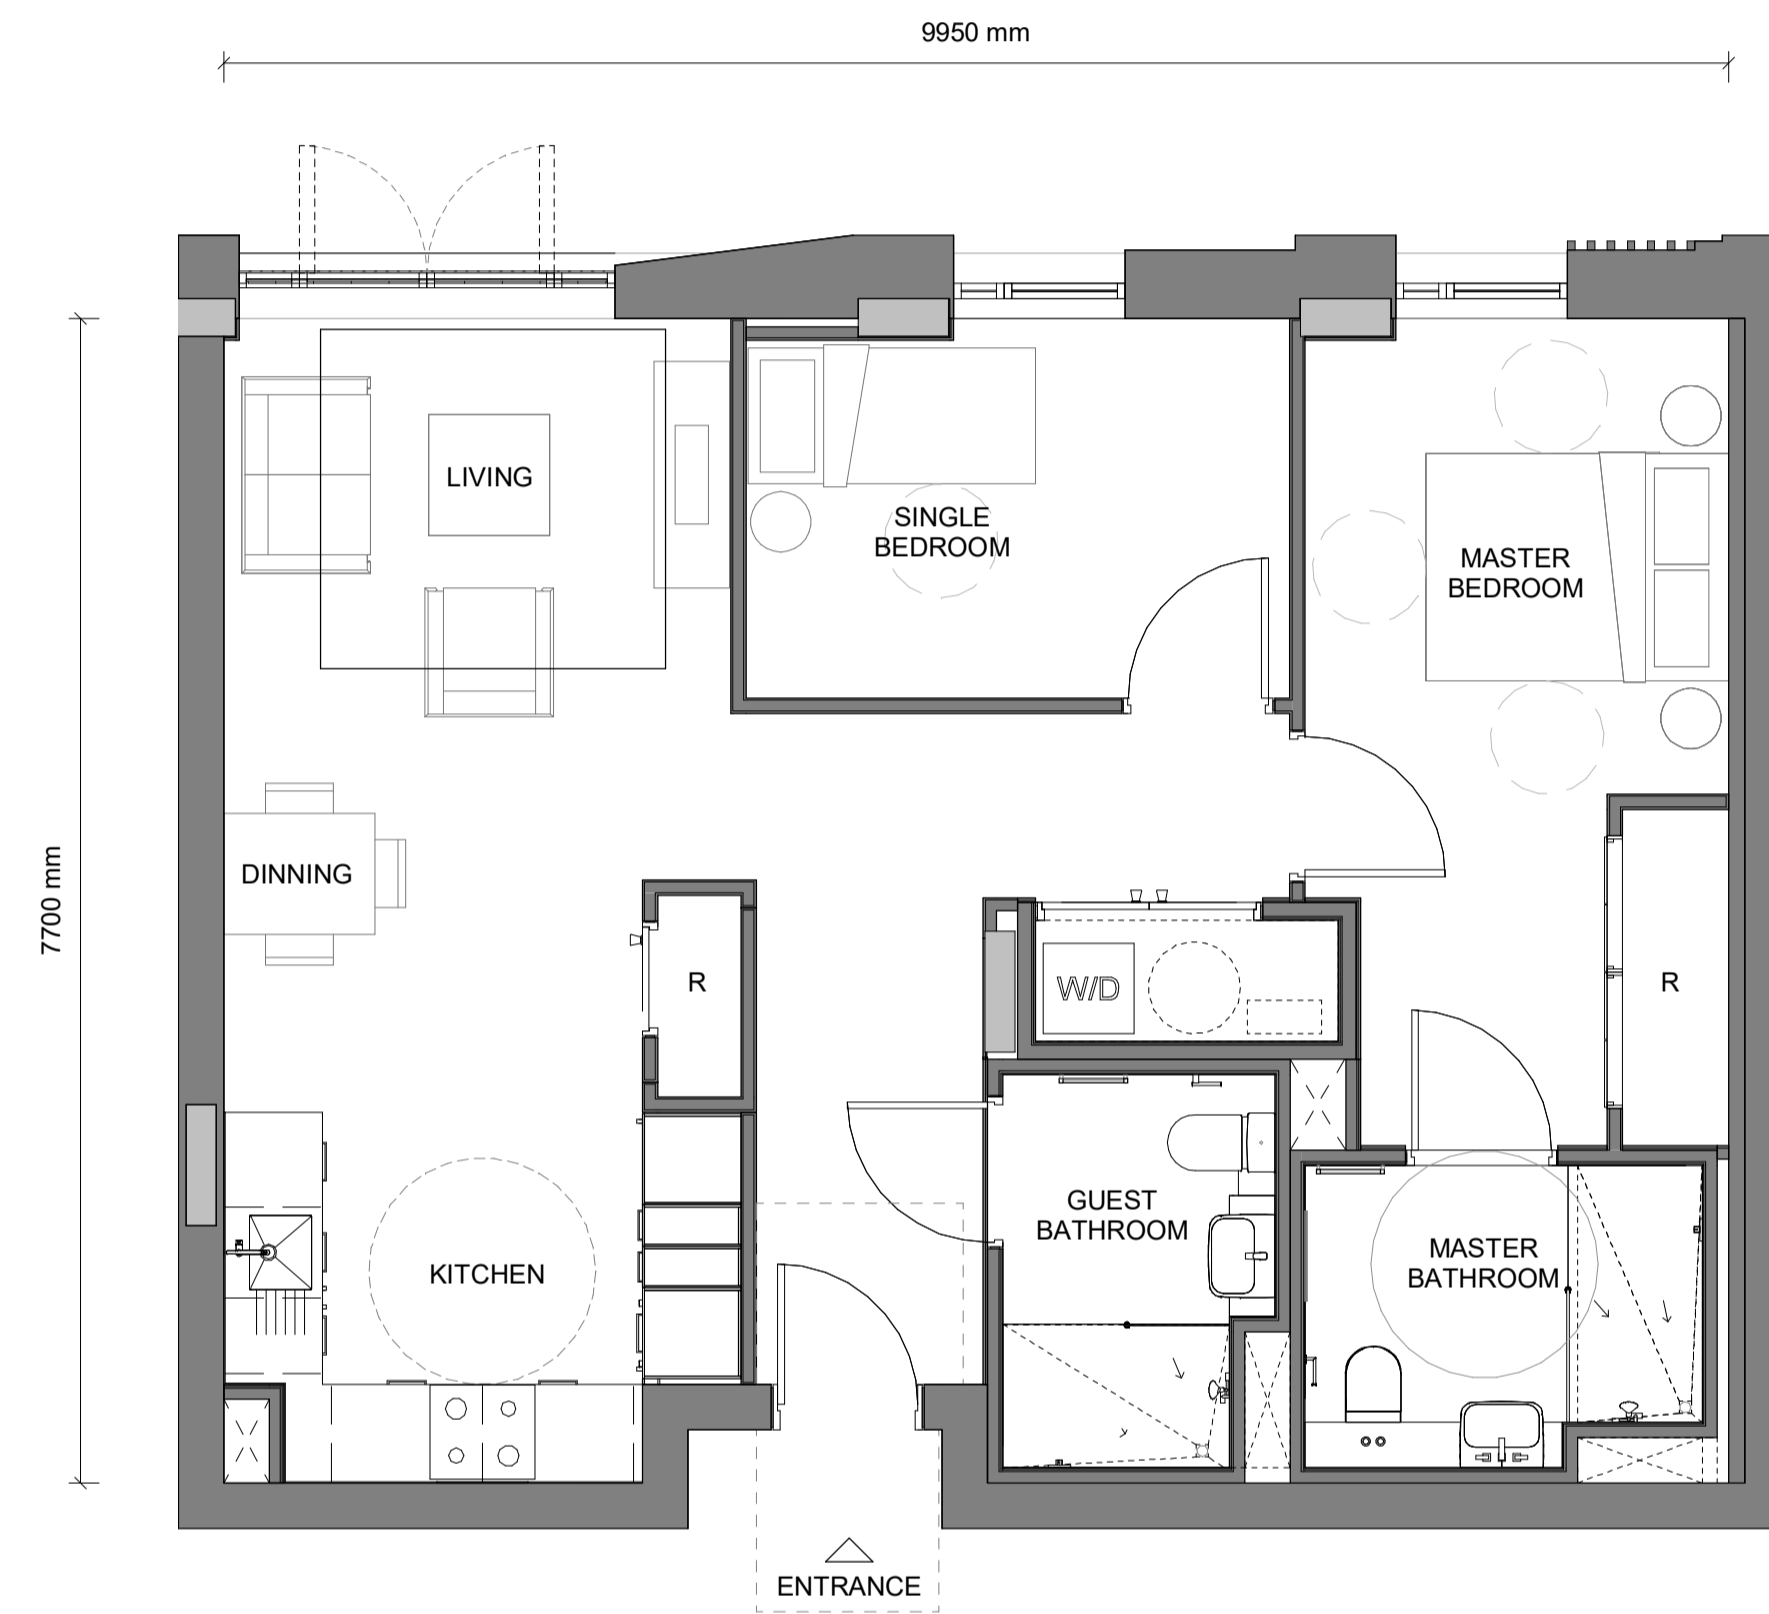 9950 mm
LIVING
SINGLE
BEDROOM
MASTER
BEDROOM
DINNING
7700 mm
R
W/D
R
GUEST
BATHROOM
KITCHEN
MASTER
BATHROOM
ENTRANCE